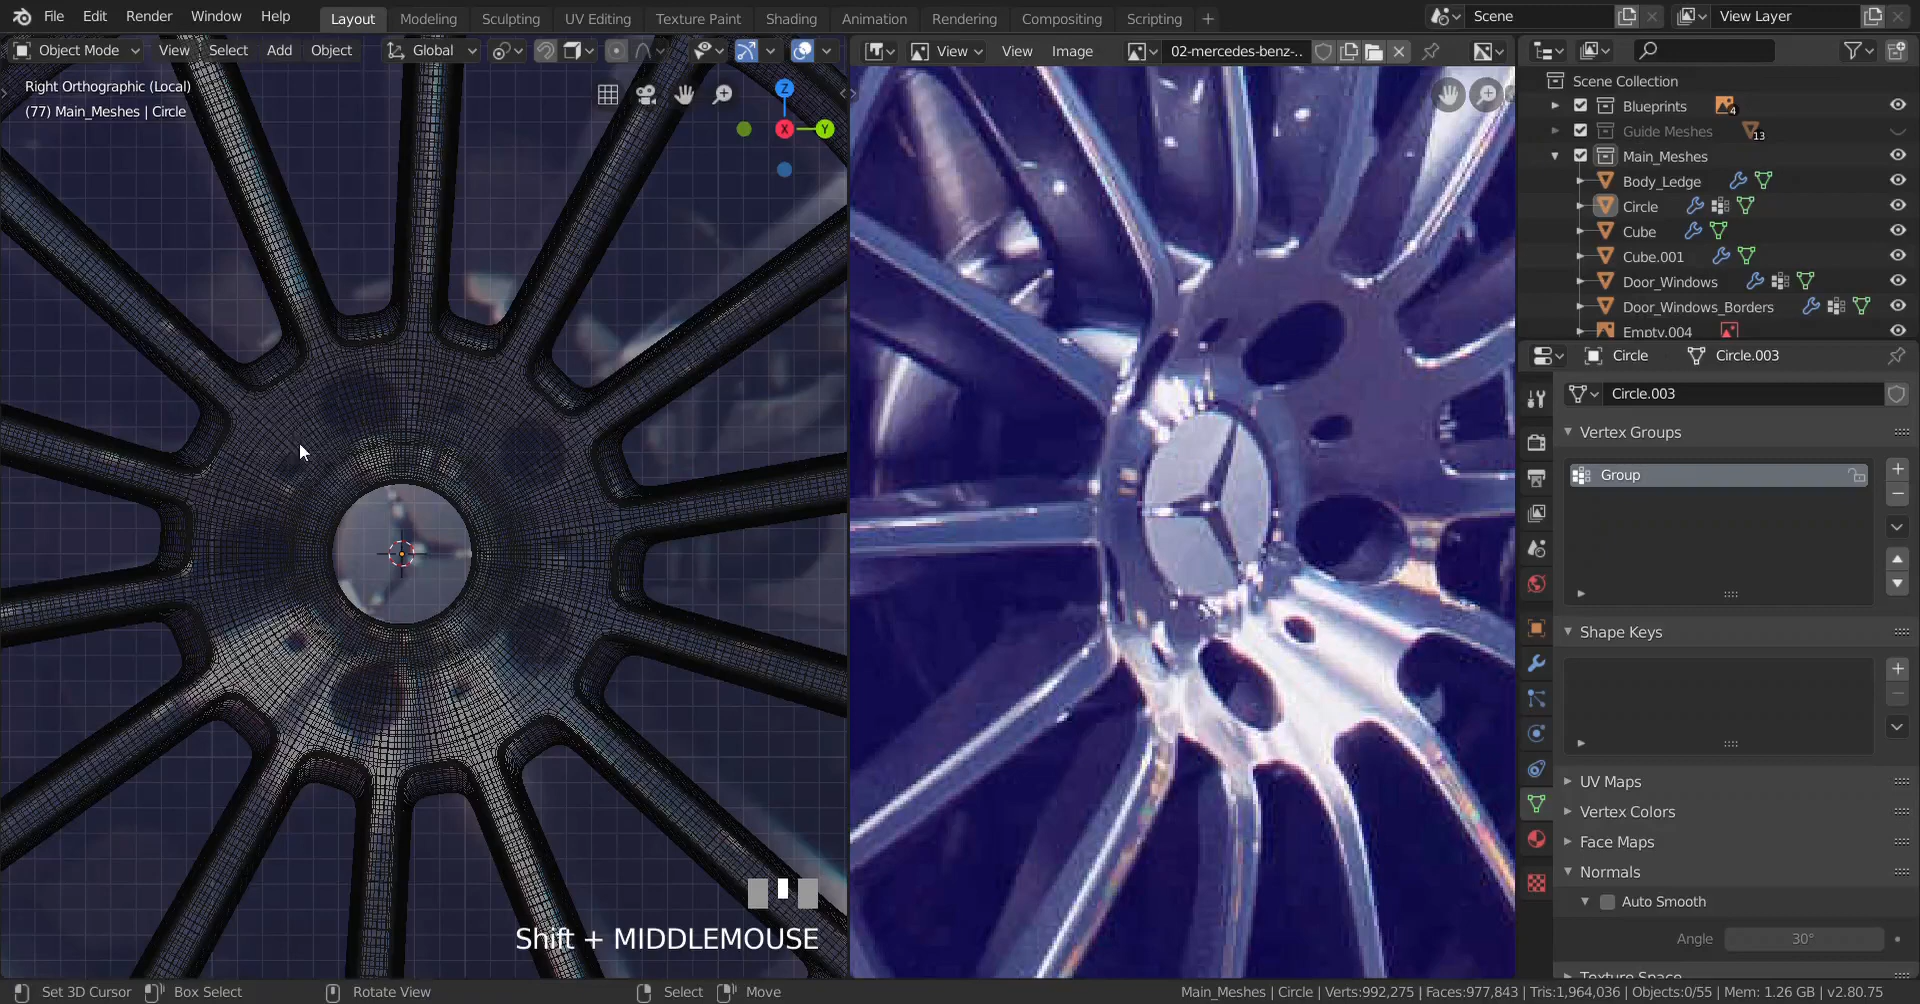 File Edit Render Window Help Layout Modeling Sculpting UV Editing Texture Paint Shading Animation Rendering Compositing Scripting + Scene View Layer
Object Mode View Select Add Object Global View View Image 02-mercedes-benz-..
Right Orthographic (Local)
(77) Main_Meshes | Circle
Z
X Y
Scene Collection
Blueprints 4
Guide Meshes 13
Main_Meshes
Body_Ledge
Circle
Cube
Cube.001
Door_Windows
Door_Windows_Borders
Empty.004
Circle Circle.003
Circle.003
Vertex Groups
Group
Shape Keys
UV Maps
Vertex Colors
Face Maps
Normals
Auto Smooth
Angle 30°
Texture Space
Shift + MIDDLEMOUSE
Set 3D Cursor Box Select Rotate View Select Move Main_Meshes | Circle | Verts:992,275 | Faces:977,843 | Tris:1,964,036 | Objects:0/55 | Mem: 1.26 GB | v2.80.75